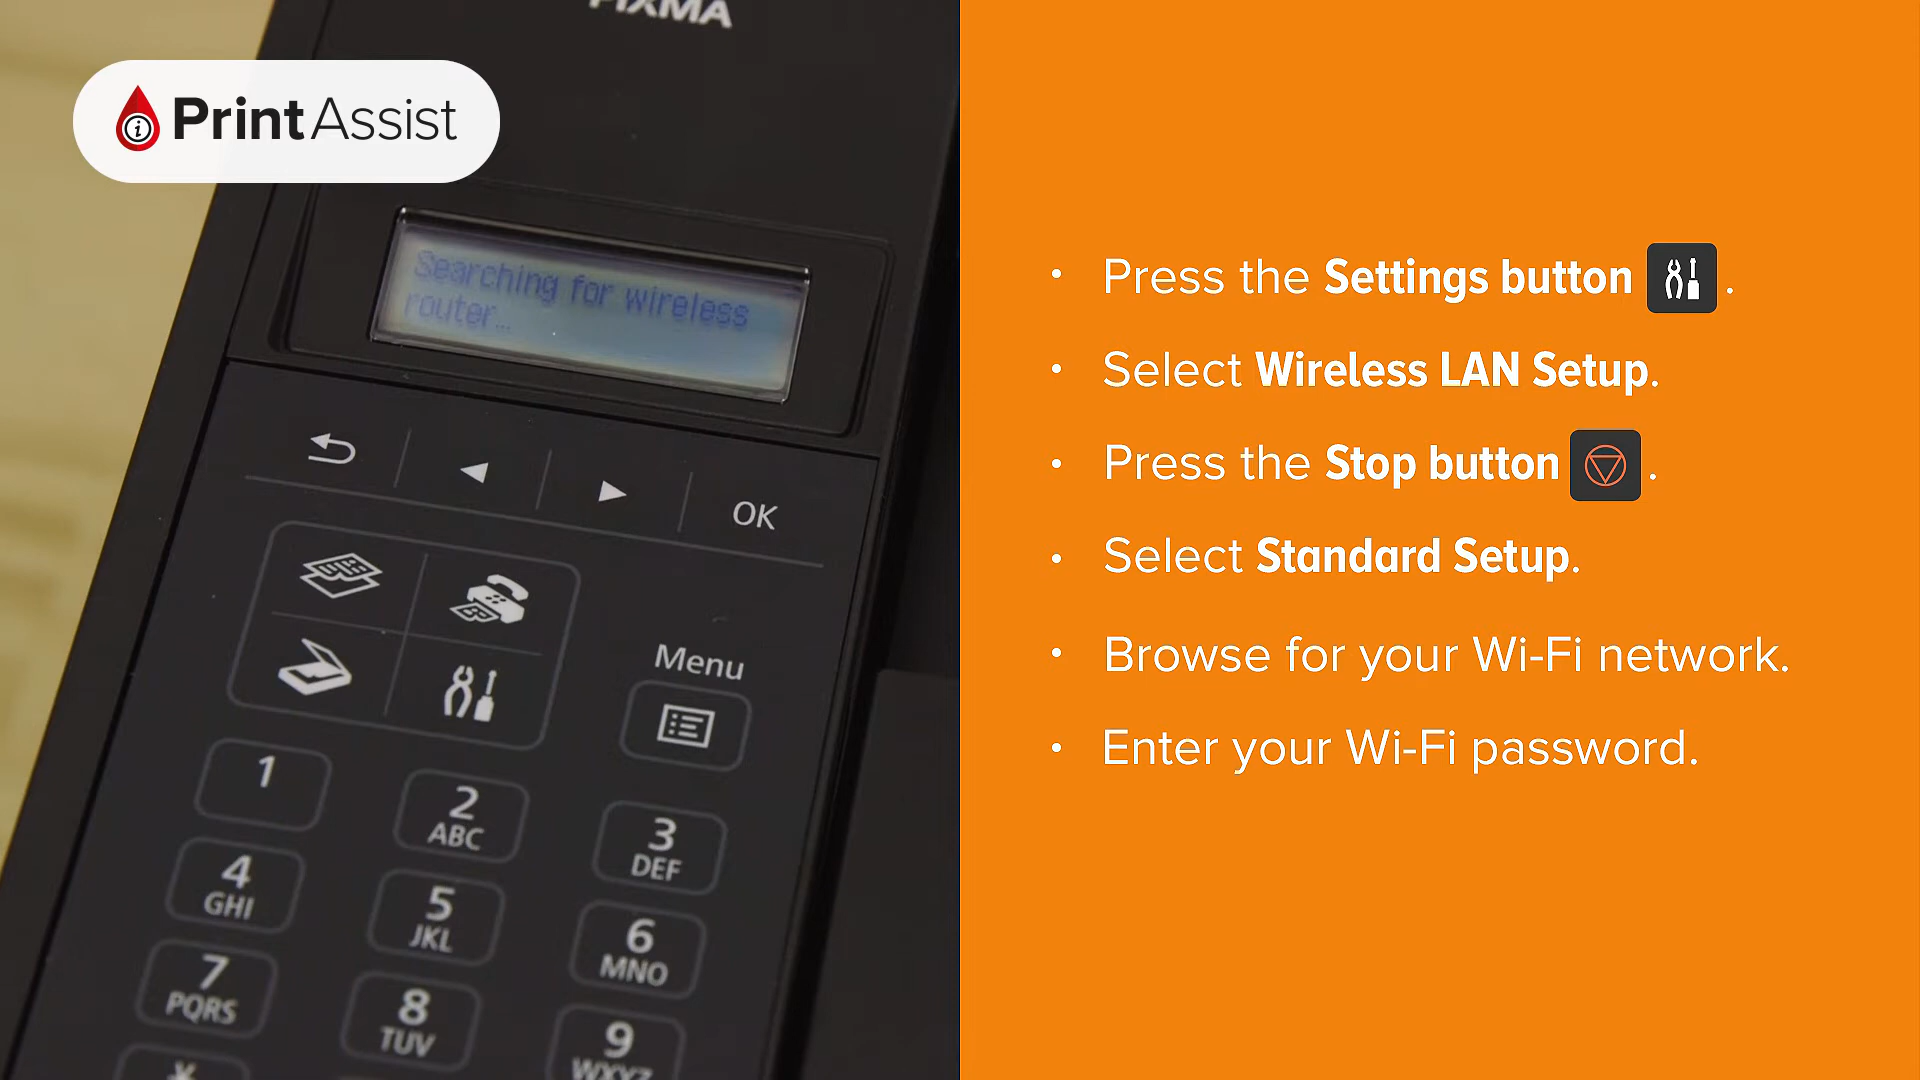 PIXMA
PrintAssist
Searching for wireless
router...
OK
Menu
1
2
ABC
3
DEF
4
GHI
5
JKL
6
MNO
7
PQRS
8
TUV
9
WXYZ
*
• Press the Settings button.
• Select Wireless LAN Setup.
• Press the Stop button.
• Select Standard Setup.
• Browse for your Wi-Fi network.
• Enter your Wi-Fi password.